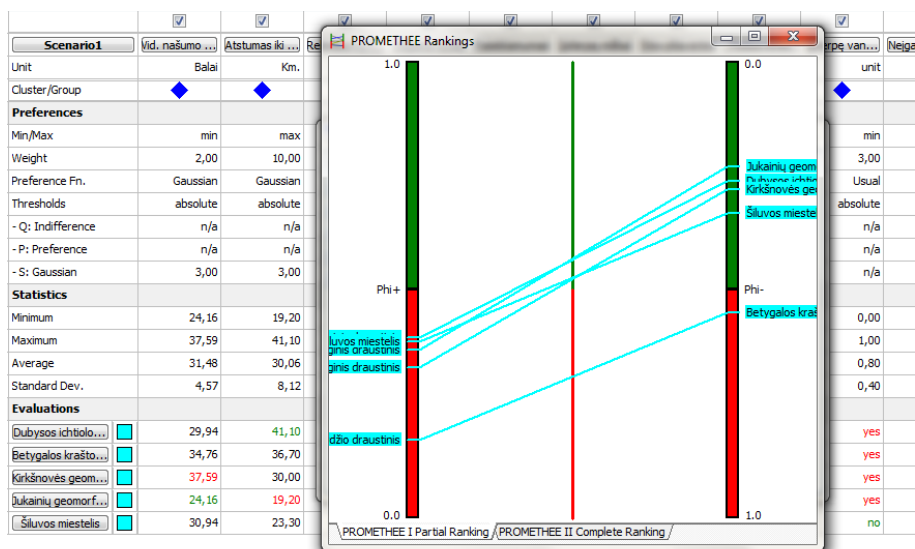 Scenario1 Vid. našumo ... Atstumas iki ... Re rpę van... Nejga
PROMETHEE Rankings
Unit Balai Km. unit
Cluster/Group
Preferences
Min/Max min max min
Weight 2,00 10,00 3,00
Preference Fn. Gaussian Gaussian Usual
Thresholds absolute absolute absolute
- Q: Indifference n/a n/a n/a
- P: Preference n/a n/a n/a
- S: Gaussian 3,00 3,00 n/a
Statistics
Minimum 24,16 19,20 0,00
Maximum 37,59 41,10 1,00
Average 31,48 30,06 0,80
Standard Dev. 4,57 8,12 0,40
Evaluations
Dubysos ichtiolo... 29,94 41,10 yes
Betygalos krašto... 34,76 36,70 yes
Kirkšnovės geom... 37,59 30,00 yes
Jukainių geomorf... 24,16 19,20 yes
Šiluvos miestelis 30,94 23,30 no
1.0 0.0
Jukainių geom
Dubysos ichtio
Kirkšnovės ge
Šiluvos mieste
Phi+ Phi-
Betygalos kraš
luvos miestelis
ginis draustinis
ginis draustinis
džio draustinis
0.0 1.0
PROMETHEE I Partial Ranking PROMETHEE II Complete Ranking